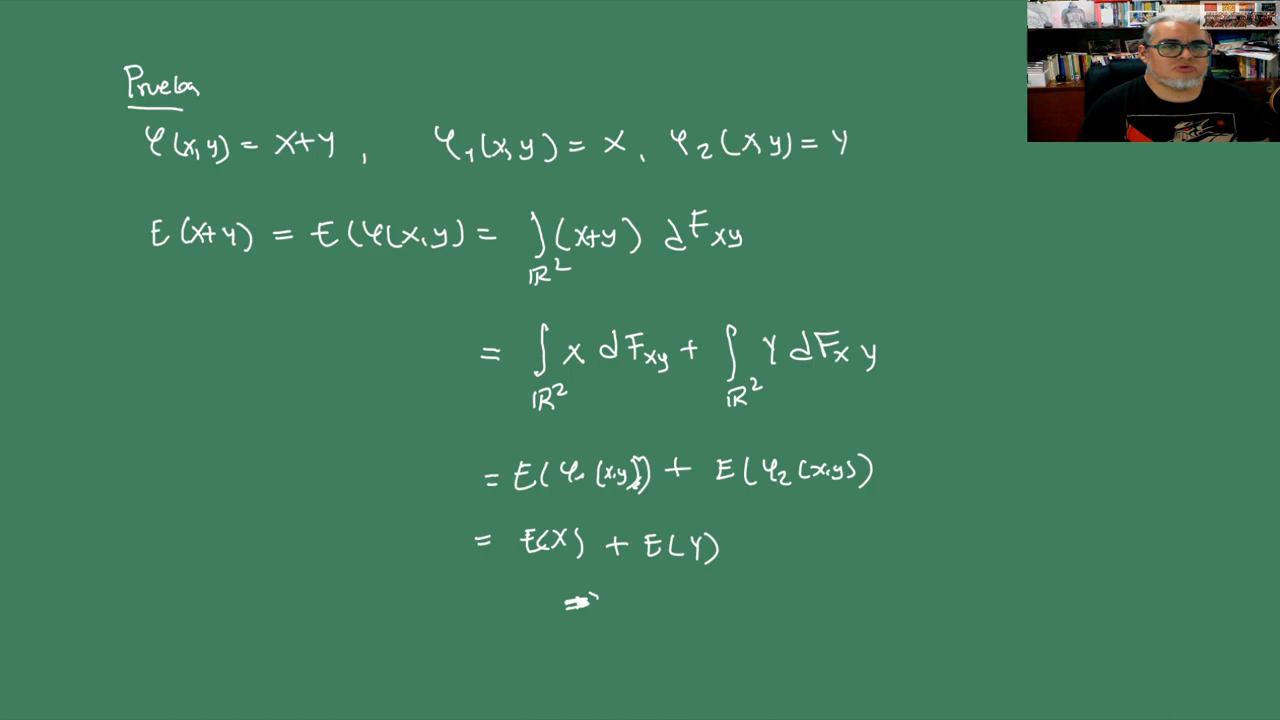 Prueba
φ(x,y) = X+Y , φ₁(x,y) = X , φ₂(x,y) = Y
E(X+Y) = E(φ(x,y) = ∫_{ℝ²} (x+y) dF_{xy}
= ∫_{ℝ²} x dF_{xy} + ∫_{ℝ²} Y dF_{xy}
= E(φ₁(x,y)) + E(φ₂(x,y))
= E(X) + E(Y)